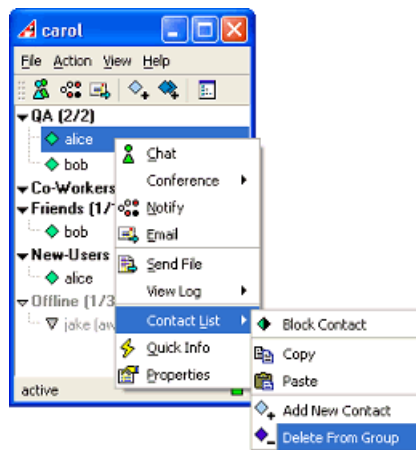 carol
File Action View Help
QA (2/2)
alice
bob
Co-Workers
Friends (1/
bob
New-Users
alice
Offline (1/3
jake (aw
active
Chat
Conference
Notify
Email
Send File
View Log
Contact List
Quick Info
Properties
Block Contact
Copy
Paste
Add New Contact
Delete From Group